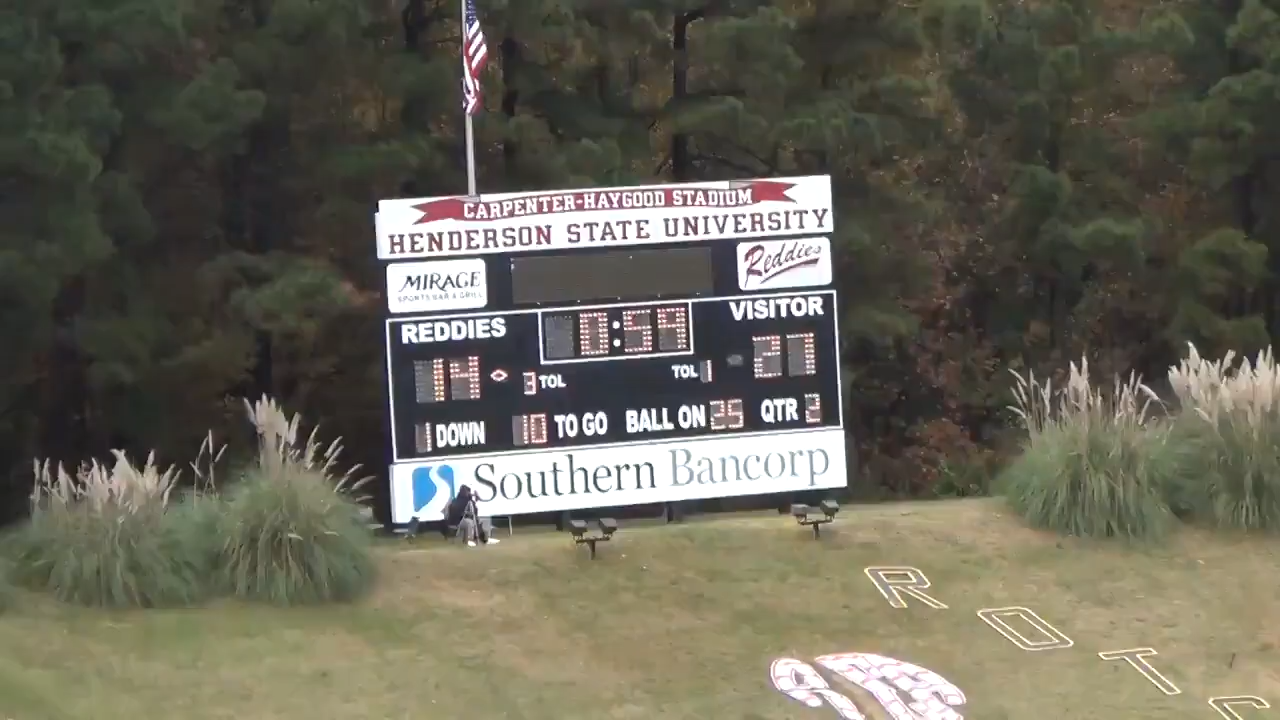 CARPENTER-HAYGOOD STADIUM
HENDERSON STATE UNIVERSITY
MIRAGE
SPORTS BAR & GRILL
Reddies
REDDIES
0:54
VISITOR
14
3 TOL
TOL 1
27
1 DOWN
10 TO GO
BALL ON 25
QTR 2
Southern Bancorp
R
O
T